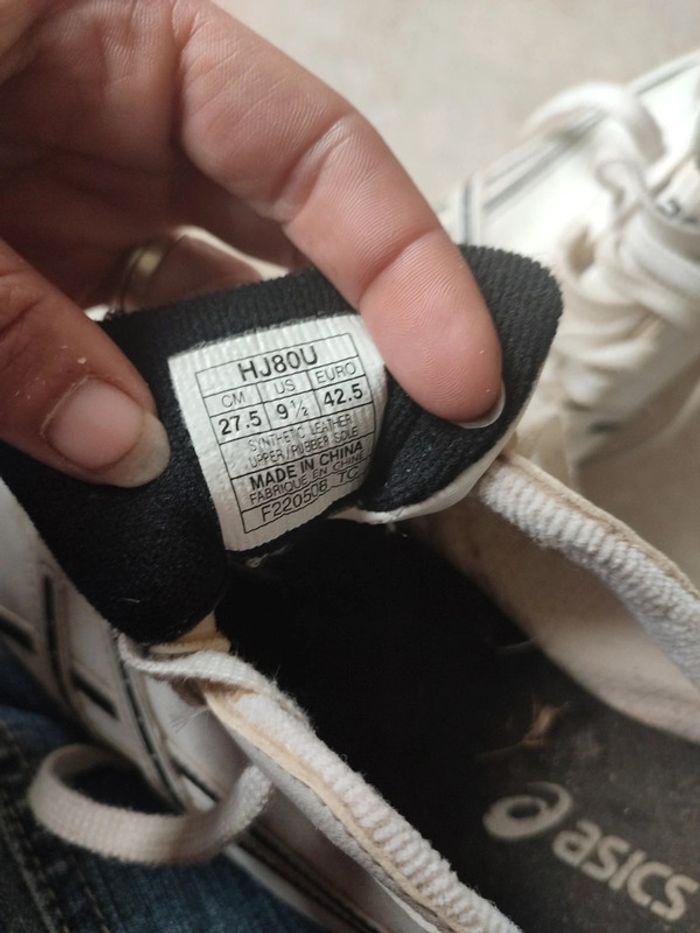 HJ80U
CM US EURO
27.5 9½ 42.5
SYNTHETIC LEATHER
UPPER/RUBBER SOLE
MADE IN CHINA
FABRIQUÉ EN CHINE
F220508 TC
asics